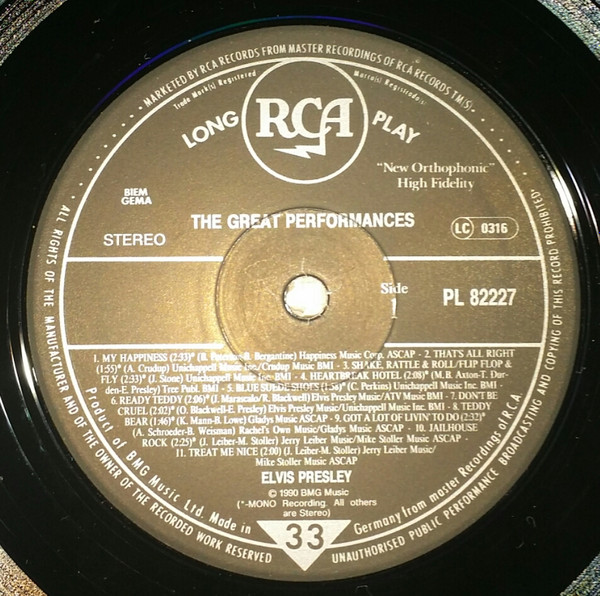 MARKETED BY RCA RECORDS FROM MASTER RECORDINGS OF RCA RECORDS TM(S)
Trade Mark(s) Registered
Marca(s) Registrada(s)
LONG RCA PLAY
"New Orthophonic"
High Fidelity
BIEM
GEMA
THE GREAT PERFORMANCES
STEREO
LC 0316
Side
PL 82227
1. MY HAPPINESS (2:33)* (B. Peterson-B. Bergantine) Happiness Music Corp. ASCAP - 2. THAT'S ALL RIGHT
(1:55)* (A. Crudup) Unichappell Music Inc./Crudup Music BMI - 3. SHAKE, RATTLE & ROLL/FLIP FLOP &
FLY (2:33)* (J. Stone) Unichappell Music Inc. BMI - 4. HEARTBREAK HOTEL (2:08)* (M.B. Axton-T. Dur-
den-E. Presley) Tree Publ. BMI - 5. BLUE SUEDE SHOES (1:56)* (C. Perkins) Unichappell Music Inc. BMI -
6. READY TEDDY (2:06)* (J. Marascalco/R. Blackwell) Elvis Presley Music/ATV Music BMI - 7. DON'T BE
CRUEL (2:02)* (O. Blackwell-E. Presley) Elvis Presley Music/Unichappell Music Inc. BMI - 8. TEDDY
BEAR (1:46)* (K. Mann-B. Lowe) Gladys Music ASCAP - 9. GOT A LOT OF LIVIN' TO DO (2:32)*
(A. Schroeder-B. Weisman) Rachel's Own Music/Gladys Music ASCAP - 10. JAILHOUSE
ROCK (2:25)* (J. Leiber-M. Stoller) Jerry Leiber Music/Mike Stoller Music ASCAP -
11. TREAT ME NICE (2:00) (J. Leiber-M. Stoller) Jerry Leiber Music/
Mike Stoller Music ASCAP
ELVIS PRESLEY
© 1990 BMG Music
(*-MONO Recording. All others
are Stereo)
33
Product of BMG Music Ltd. Made in Germany from master Recordings of RCA.
ALL RIGHTS OF THE MANUFACTURER AND OF THE OWNER OF THE RECORDED WORK RESERVED
UNAUTHORISED PUBLIC PERFORMANCE BROADCASTING AND COPYING OF THIS RECORD PROHIBITED